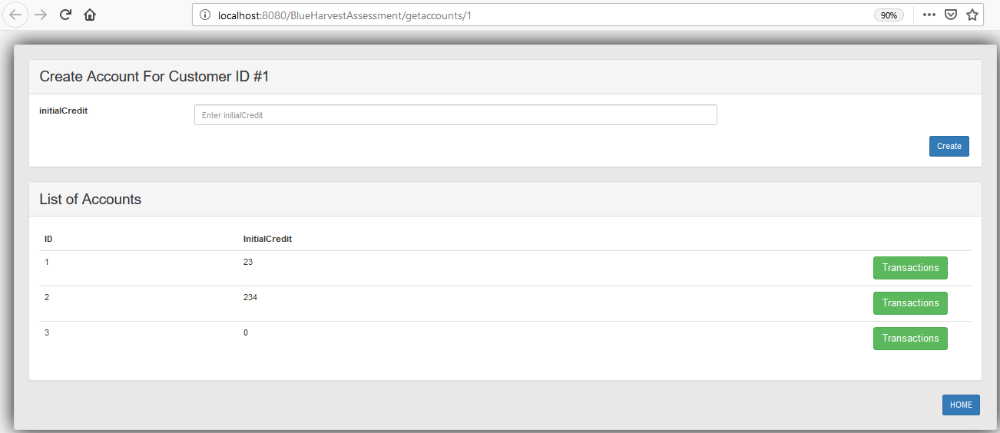 localhost:8080/BlueHarvestAssessment/getaccounts/1 90%
Create Account For Customer ID #1
initialCredit Enter initialCredit
Create
List of Accounts
ID InitialCredit
1 23 Transactions
2 234 Transactions
3 0 Transactions
HOME